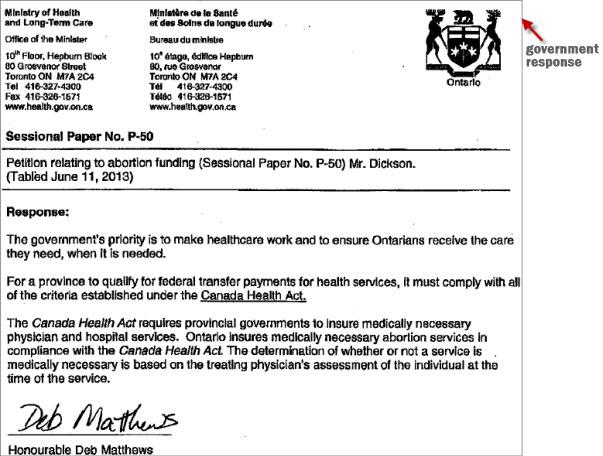 Ministry of Health
and Long-Term Care
Office of the Minister
10th Floor, Hepburn Block
80 Grosvenor Street
Toronto ON M7A 2C4
Tel 416-327-4300
Fax 416-326-1571
www.health.gov.on.ca
Ministère de la Santé
et des Soins de longue durée
Bureau du ministre
10e étage, édifice Hepburn
80, rue Grosvenor
Toronto ON M7A 2C4
Tél 416-327-4300
Téléc 416-326-1571
www.health.gov.on.ca
Ontario
government
response
Sessional Paper No. P-50
Petition relating to abortion funding (Sessional Paper No. P-50) Mr. Dickson.
(Tabled June 11, 2013)
Response:
The government's priority is to make healthcare work and to ensure Ontarians receive the care
they need, when it is needed.
For a province to qualify for federal transfer payments for health services, it must comply with all
of the criteria established under the Canada Health Act.
The Canada Health Act requires provincial governments to insure medically necessary
physician and hospital services. Ontario insures medically necessary abortion services in
compliance with the Canada Health Act. The determination of whether or not a service is
medically necessary is based on the treating physician's assessment of the individual at the
time of the service.
Deb Matthews
Honourable Deb Matthews